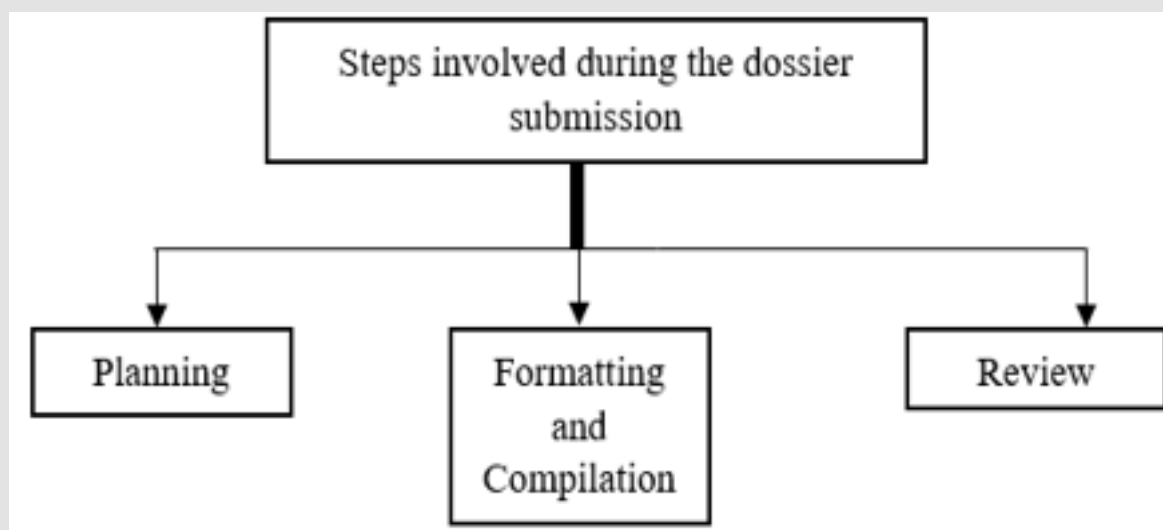 Steps involved during the dossier
submission
Planning
Formatting
and
Compilation
Review